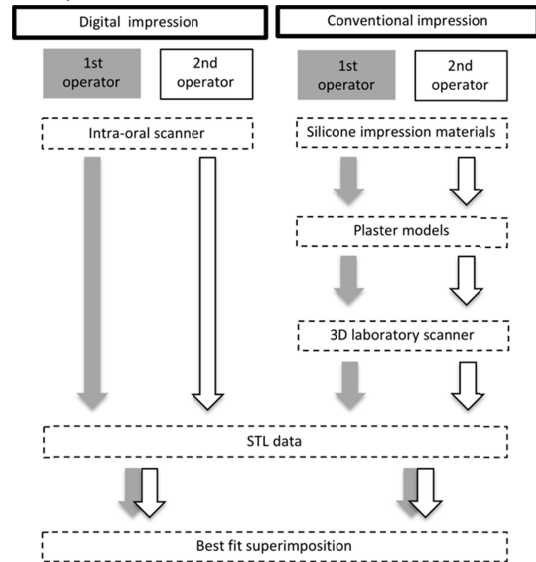 Digital impression
Conventional impression
1st
operator
2nd
operator
1st
operator
2nd
operator
Intra-oral scanner
Silicone impression materials
Plaster models
3D laboratory scanner
STL data
Best fit superimposition